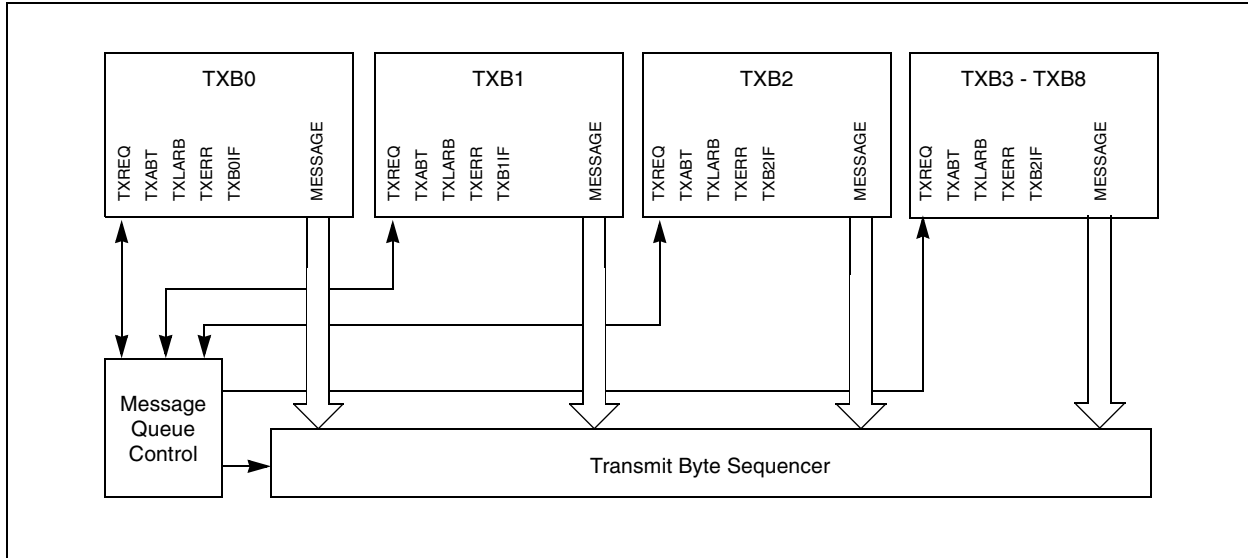 TXB0
TXREQ
TXABT
TXLARB
TXERR
TXB0IF
MESSAGE
TXB1
TXREQ
TXABT
TXLARB
TXERR
TXB1IF
MESSAGE
TXB2
TXREQ
TXABT
TXLARB
TXERR
TXB2IF
MESSAGE
TXB3 - TXB8
TXREQ
TXABT
TXLARB
TXERR
TXB2IF
MESSAGE
Message
Queue
Control
Transmit Byte Sequencer